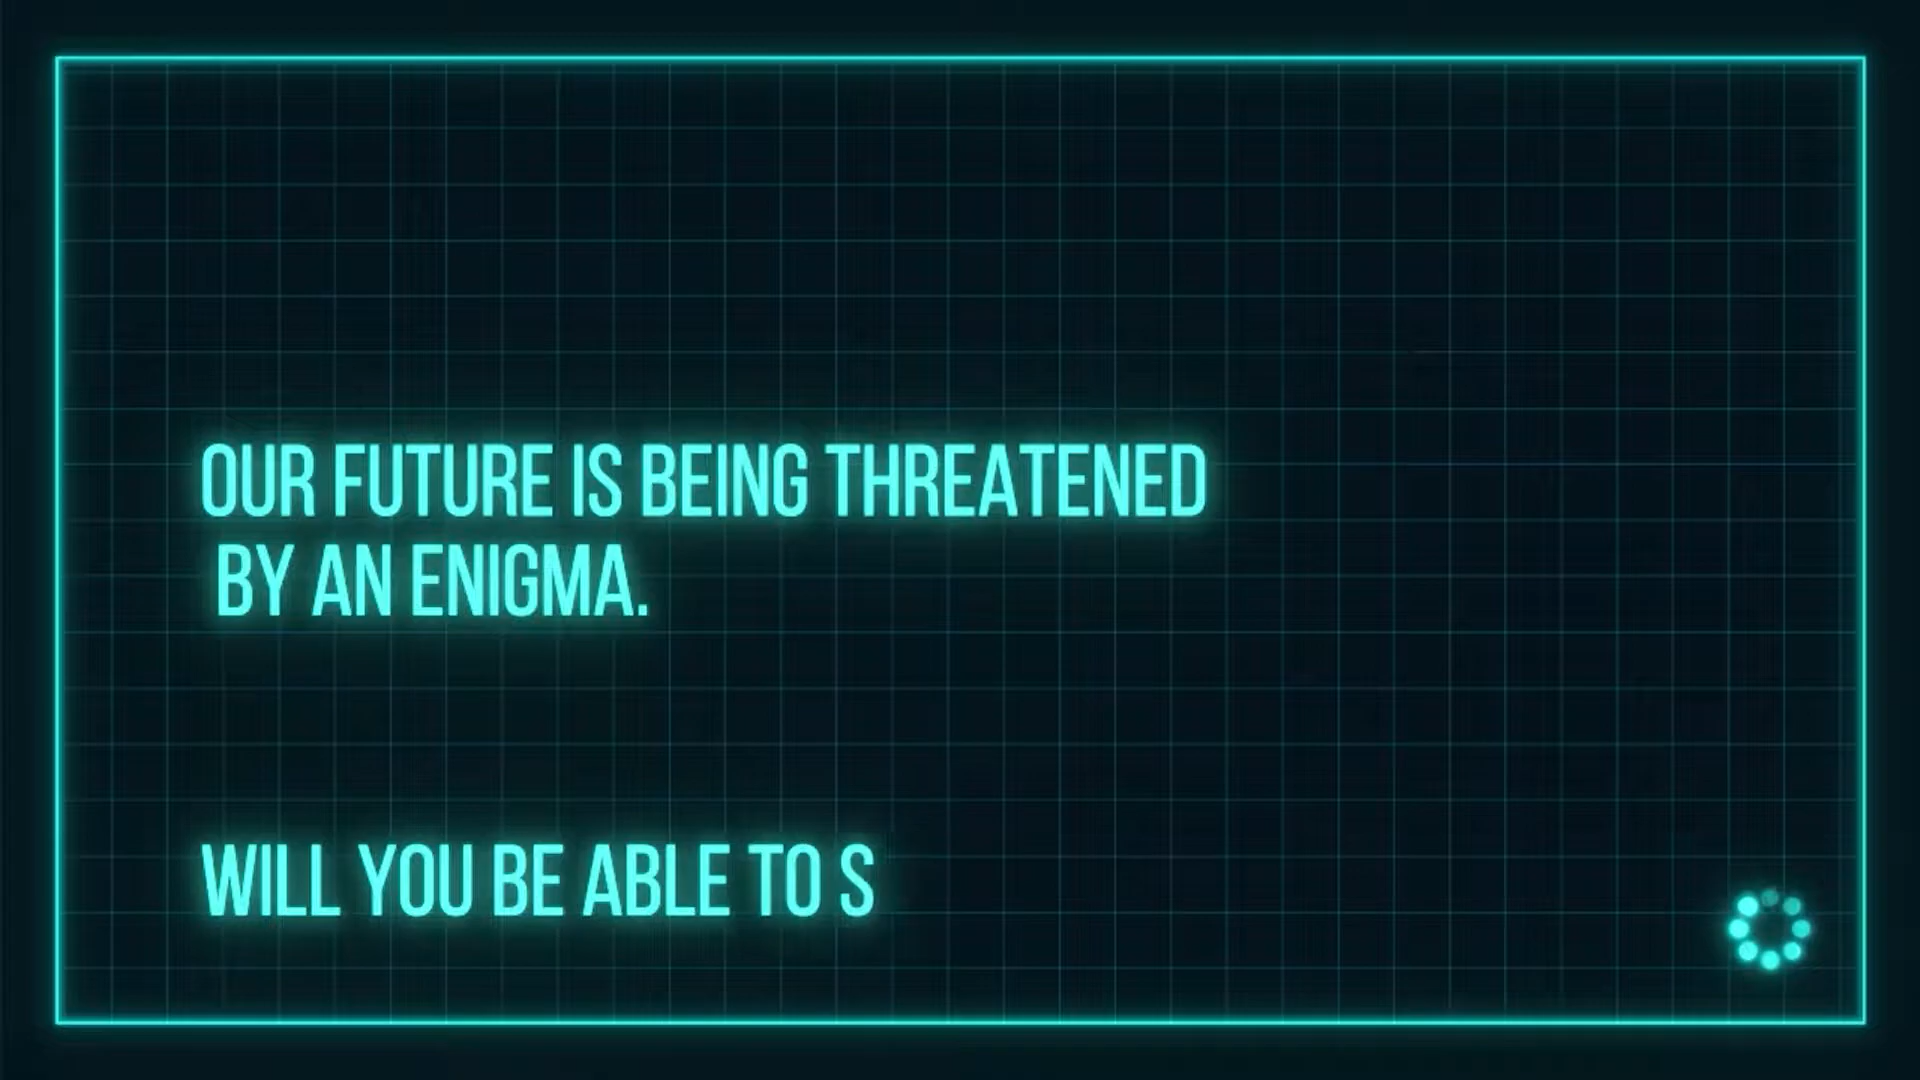 OUR FUTURE IS BEING THREATENED
BY AN ENIGMA.
WILL YOU BE ABLE TO S